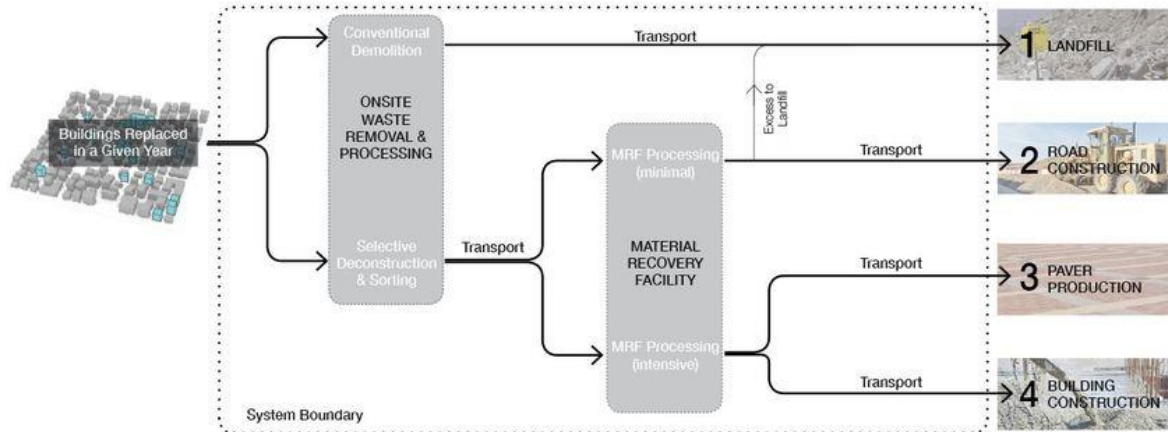 Buildings Replaced
in a Given Year
Conventional
Demolition
ONSITE
WASTE
REMOVAL &
PROCESSING
Selective
Deconstruction
& Sorting
Transport
MRF Processing
(minimal)
MATERIAL
RECOVERY
FACILITY
MRF Processing
(intensive)
Transport
Excess to
Landfill
Transport
Transport
Transport
1 LANDFILL
2 ROAD
CONSTRUCTION
3 PAVER
PRODUCTION
4 BUILDING
CONSTRUCTION
System Boundary